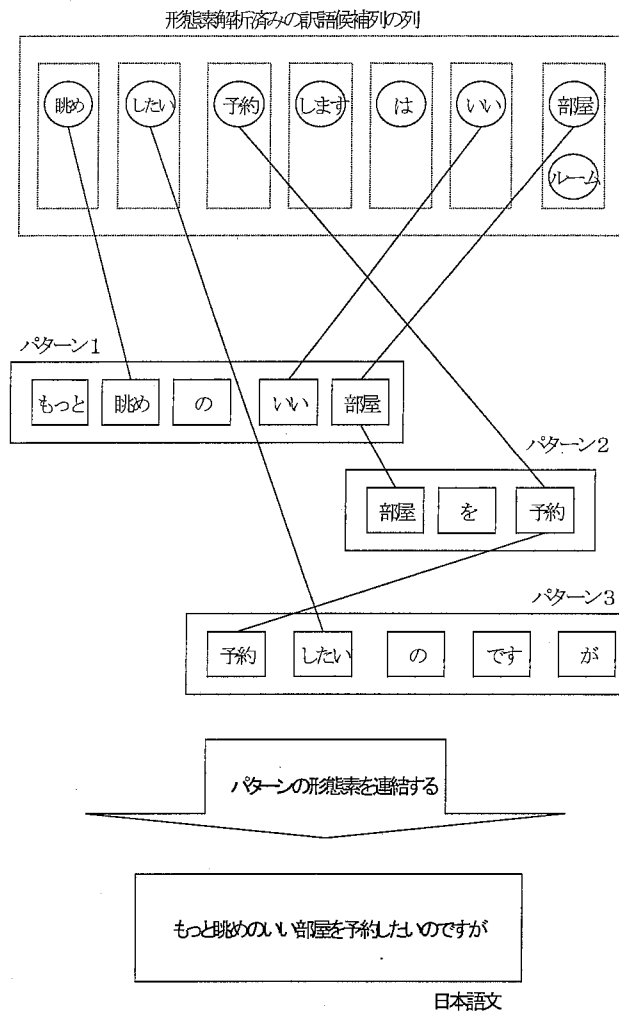 形態素解析済みの訳語候補列の列
眺め したい 予約 します は いい 部屋
ルーム
パターン1
もっと 眺め の いい 部屋
パターン2
部屋 を 予約
パターン3
予約 したい の です が
パターンの形態素を連結する
もっと眺めのいい部屋を予約したいのですが
日本語文